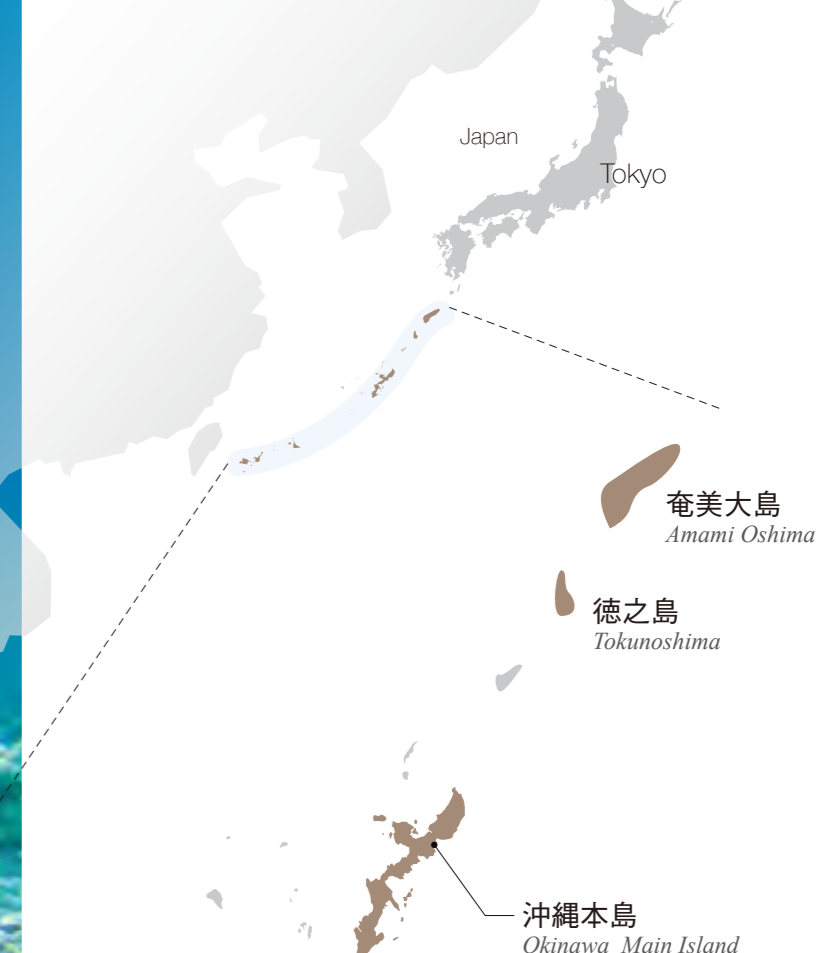 Japan
Tokyo
奄美大島
Amami Oshima
徳之島
Tokunoshima
沖縄本島
Okinawa Main Island